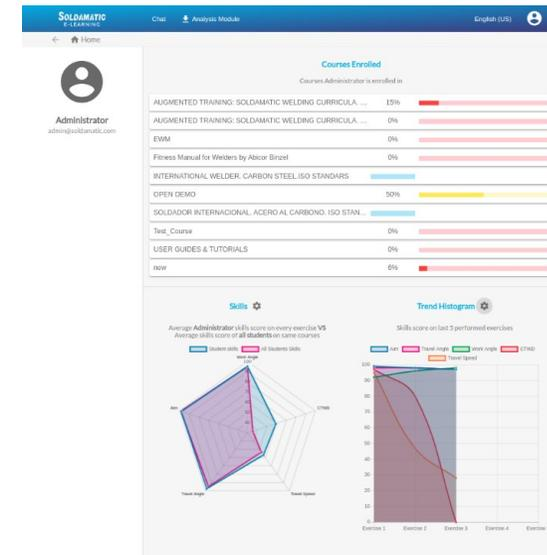 SOLDAMATIC
E-LEARNING
Chat
Analysis Module
English (US)
Home
Administrator
admin@soldamatic.com
Courses Enrolled
Courses Administrator is enrolled in
AUGMENTED TRAINING: SOLDAMATIC WELDING CURRICULA. ... 15%
AUGMENTED TRAINING: SOLDAMATIC WELDING CURRICULA. ... 0%
EWM 0%
Fitness Manual for Welders by Abicor Binzel 0%
INTERNATIONAL WELDER. CARBON STEEL.ISO STANDARS
OPEN DEMO 50%
SOLDADOR INTERNACIONAL. ACERO AL CARBONO. ISO STAN...
Test_Course 0%
USER GUIDES & TUTORIALS 0%
new 6%
Skills
Average Administrator skills score on every exercise VS
Average skills score of all students on same courses
Student skills
All Students Skills
Work Angle
100
Aim
CTWD
Travel Angle
Travel Speed
Trend Histogram
Skills score on last 5 performed exercises
Aim
Travel Angle
Work Angle
CTWD
Travel Speed
100
90
80
70
60
50
40
30
20
10
0
Exercise 1
Exercise 2
Exercise 3
Exercise 4
Exercise